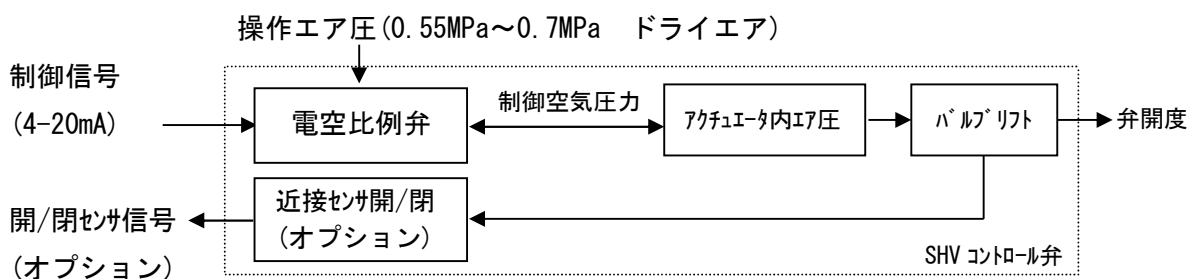 操作エア圧(0.55MPa～0.7MPa　ドライエア)
制御信号
(4-20mA)
電空比例弁
制御空気圧力
ｱｸﾁｭｴｰﾀ内ｴｱ圧
ﾊﾞﾙﾌﾞﾘﾌﾄ
弁開度
開/閉ｾﾝｻ信号
(オプション)
近接ｾﾝｻ開/閉
(オプション)
SHV ｺﾝﾄﾛｰﾙ弁